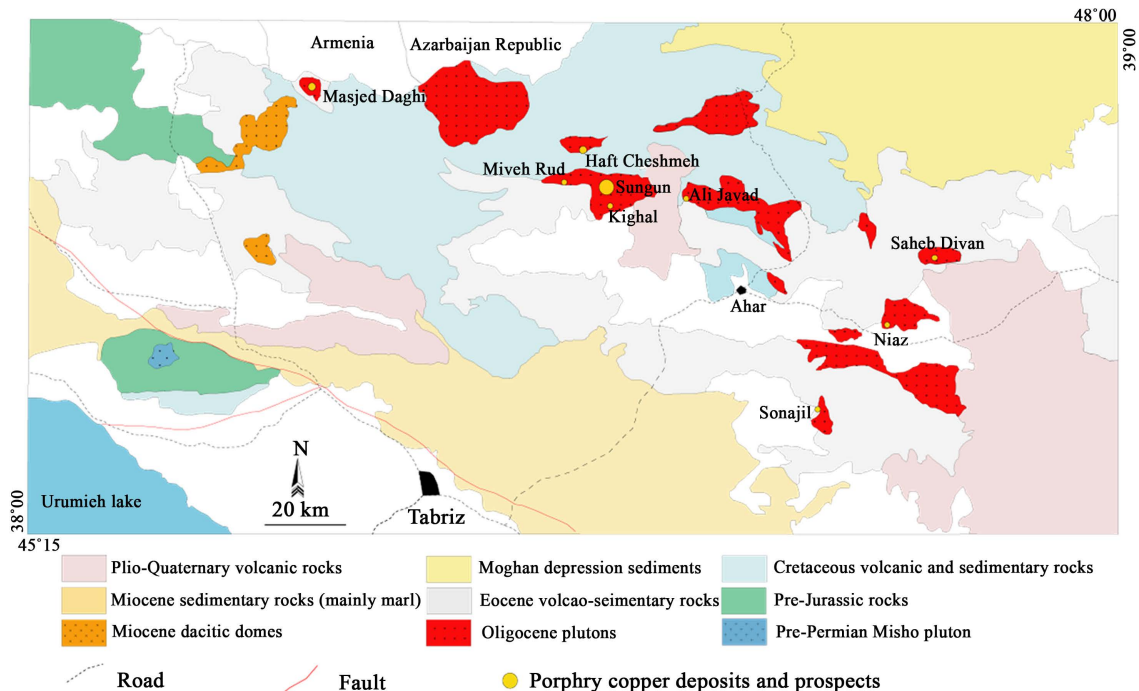 48°00
39°00
Armenia
Azarbaijan Republic
Masjed Daghi
Haft Cheshmeh
Miveh Rud
Sungun
Ali Javad
Kighal
Saheb Divan
Ahar
Niaz
Sonajil
N
20 km
Tabriz
Urumieh lake
38°00
45°15
Plio-Quaternary volcanic rocks
Moghan depression sediments
Cretaceous volcanic and sedimentary rocks
Miocene sedimentary rocks (mainly marl)
Eocene volcao-seimentary rocks
Pre-Jurassic rocks
Miocene dacitic domes
Oligocene plutons
Pre-Permian Misho pluton
Road
Fault
Porphry copper deposits and prospects